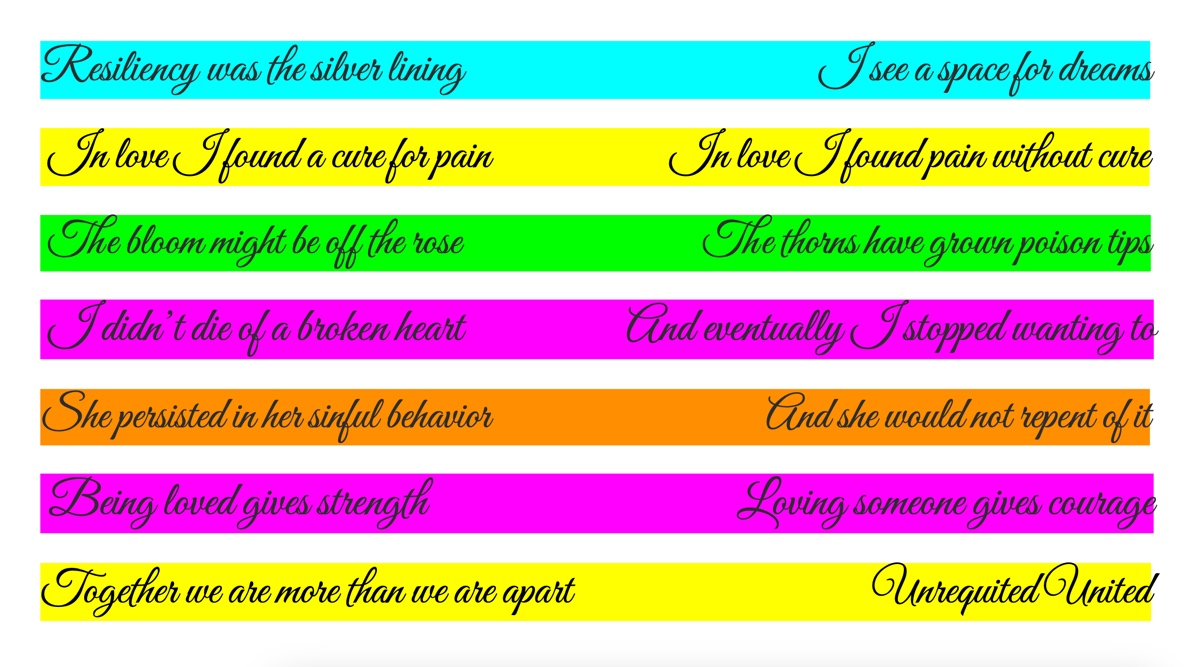 Resiliency was the silver lining I see a space for dreams
In love I found a cure for pain In love I found pain without cure
The bloom might be off the rose The thorns have grown poison tips
I didn't die of a broken heart And eventually I stopped wanting to
She persisted in her sinful behavior And she would not repent of it
Being loved gives strength Loving someone gives courage
Together we are more than we are apart Unrequited United